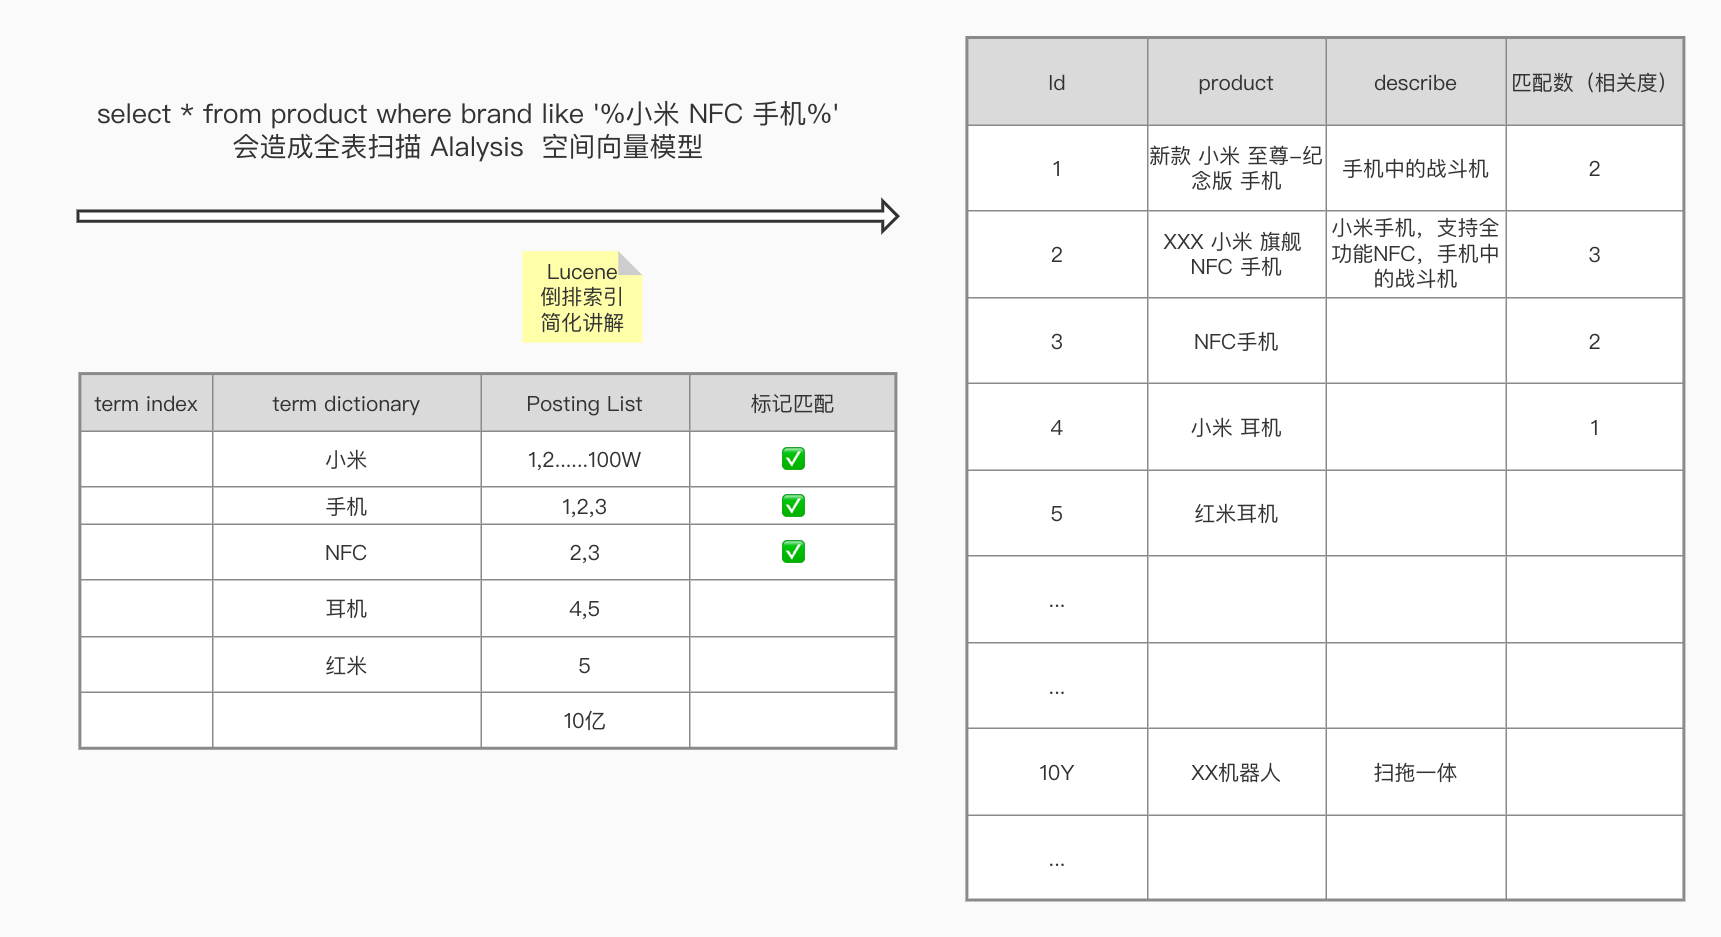 select * from product where brand like '%小米 NFC 手机%'
会造成全表扫描 Alalysis  空间向量模型
Lucene
倒排索引
简化讲解
term index term dictionary Posting List 标记匹配
小米 1,2......100W
手机 1,2,3
NFC 2,3
耳机 4,5
红米 5
10亿
Id product describe 匹配数（相关度）
1 新款 小米 至尊-纪 手机中的战斗机 2
念版 手机
2 XXX 小米 旗舰 小米手机，支持全 3
NFC 手机 功能NFC，手机中
的战斗机
3 NFC手机 2
4 小米 耳机 1
5 红米耳机
...
...
10Y XX机器人 扫拖一体
...